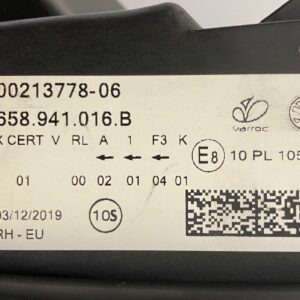 00213778-06
658.941.016.B
X CERT V RL A 1 F3 K
01 00 02 01 04 01
E8 10 PL 105
varroc
03/12/2019
10S
RH - EU